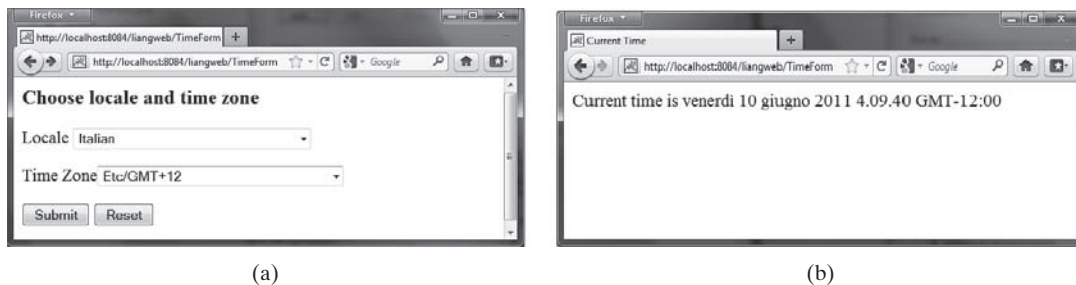 Firefox
http://localhost:8084/liangweb/TimeForm
http://localhost:8084/liangweb/TimeForm
Google
Choose locale and time zone
Locale Italian
Time Zone Etc/GMT+12
Submit Reset
(a)
Firefox
Current Time
http://localhost:8084/liangweb/TimeForm
Google
Current time is venerdì 10 giugno 2011 4.09.40 GMT-12:00
(b)